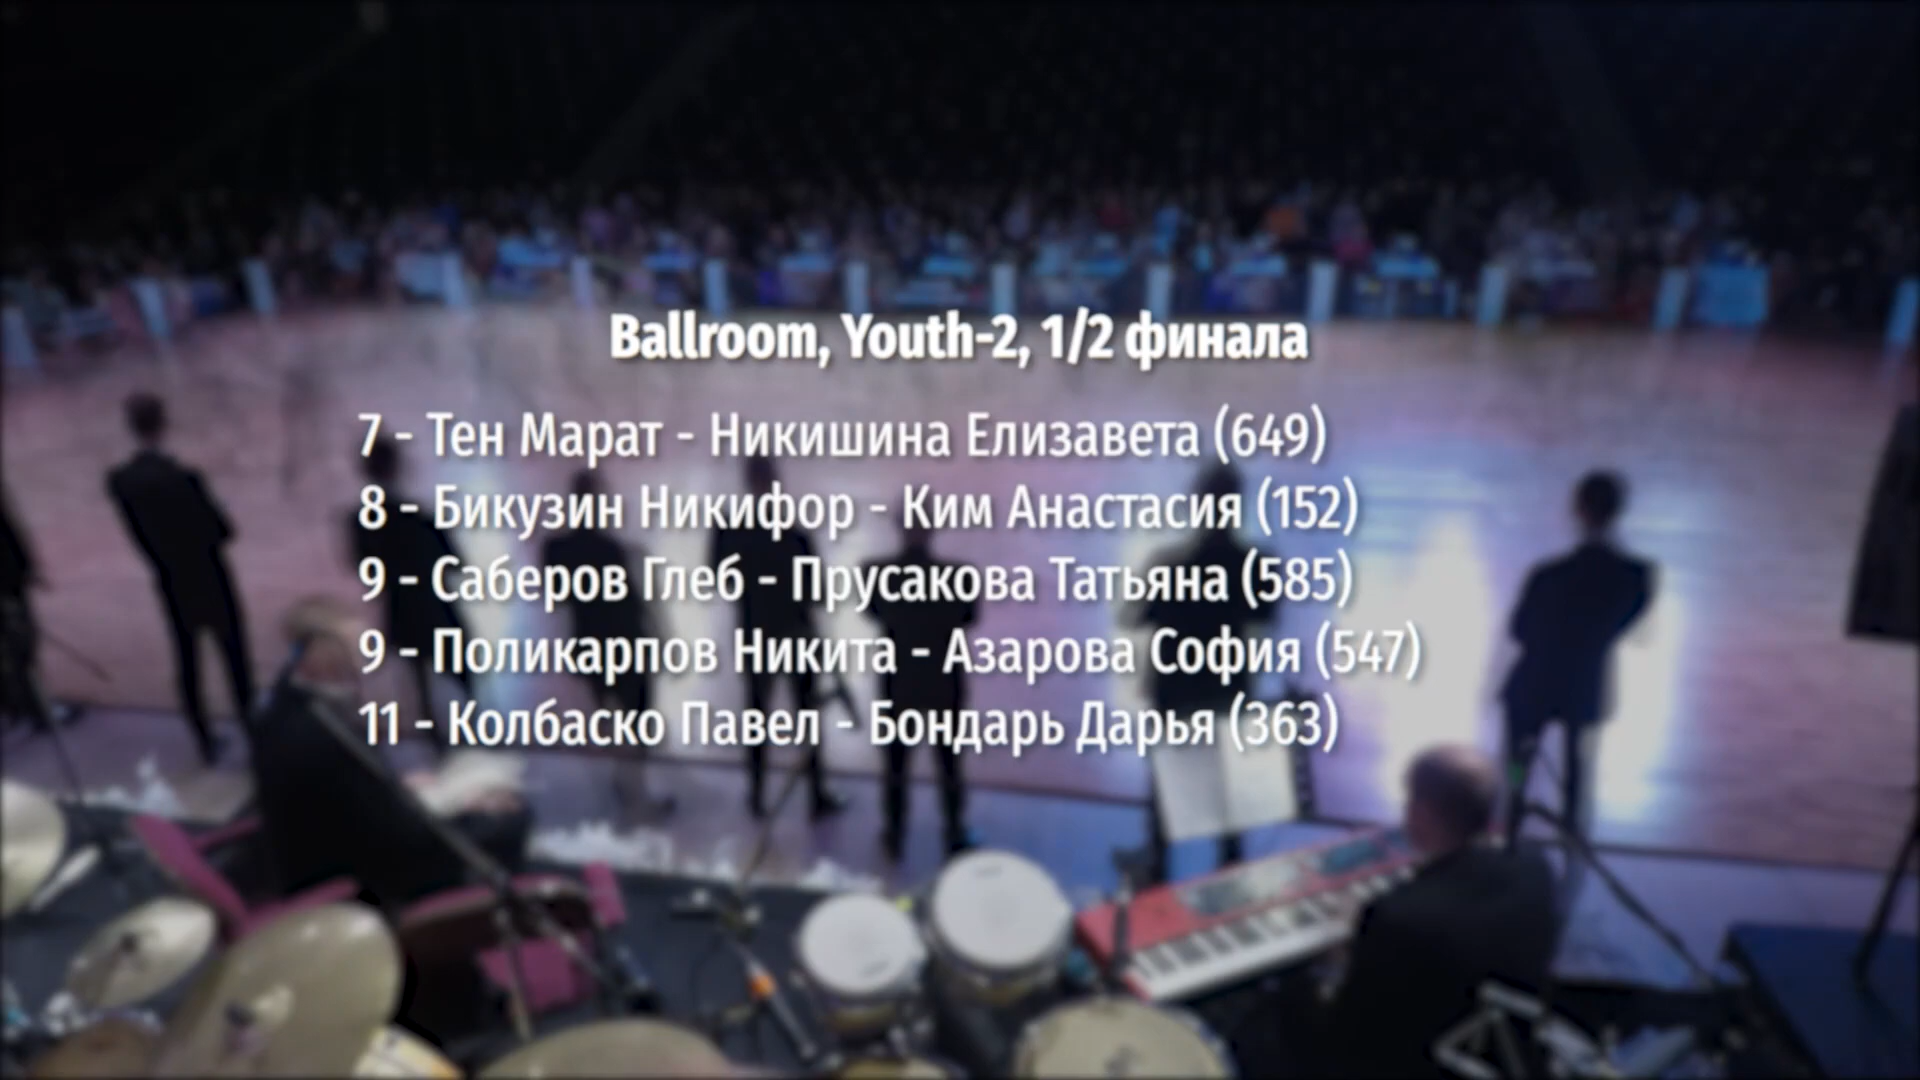 Ballroom, Youth-2, 1/2 финала
7 - Тен Марат - Никишина Елизавета (649)
8 - Бикузин Никифор - Ким Анастасия (152)
9 - Саберов Глеб - Прусакова Татьяна (585)
9 - Поликарпов Никита - Азарова София (547)
11 - Колбаско Павел - Бондарь Дарья (363)